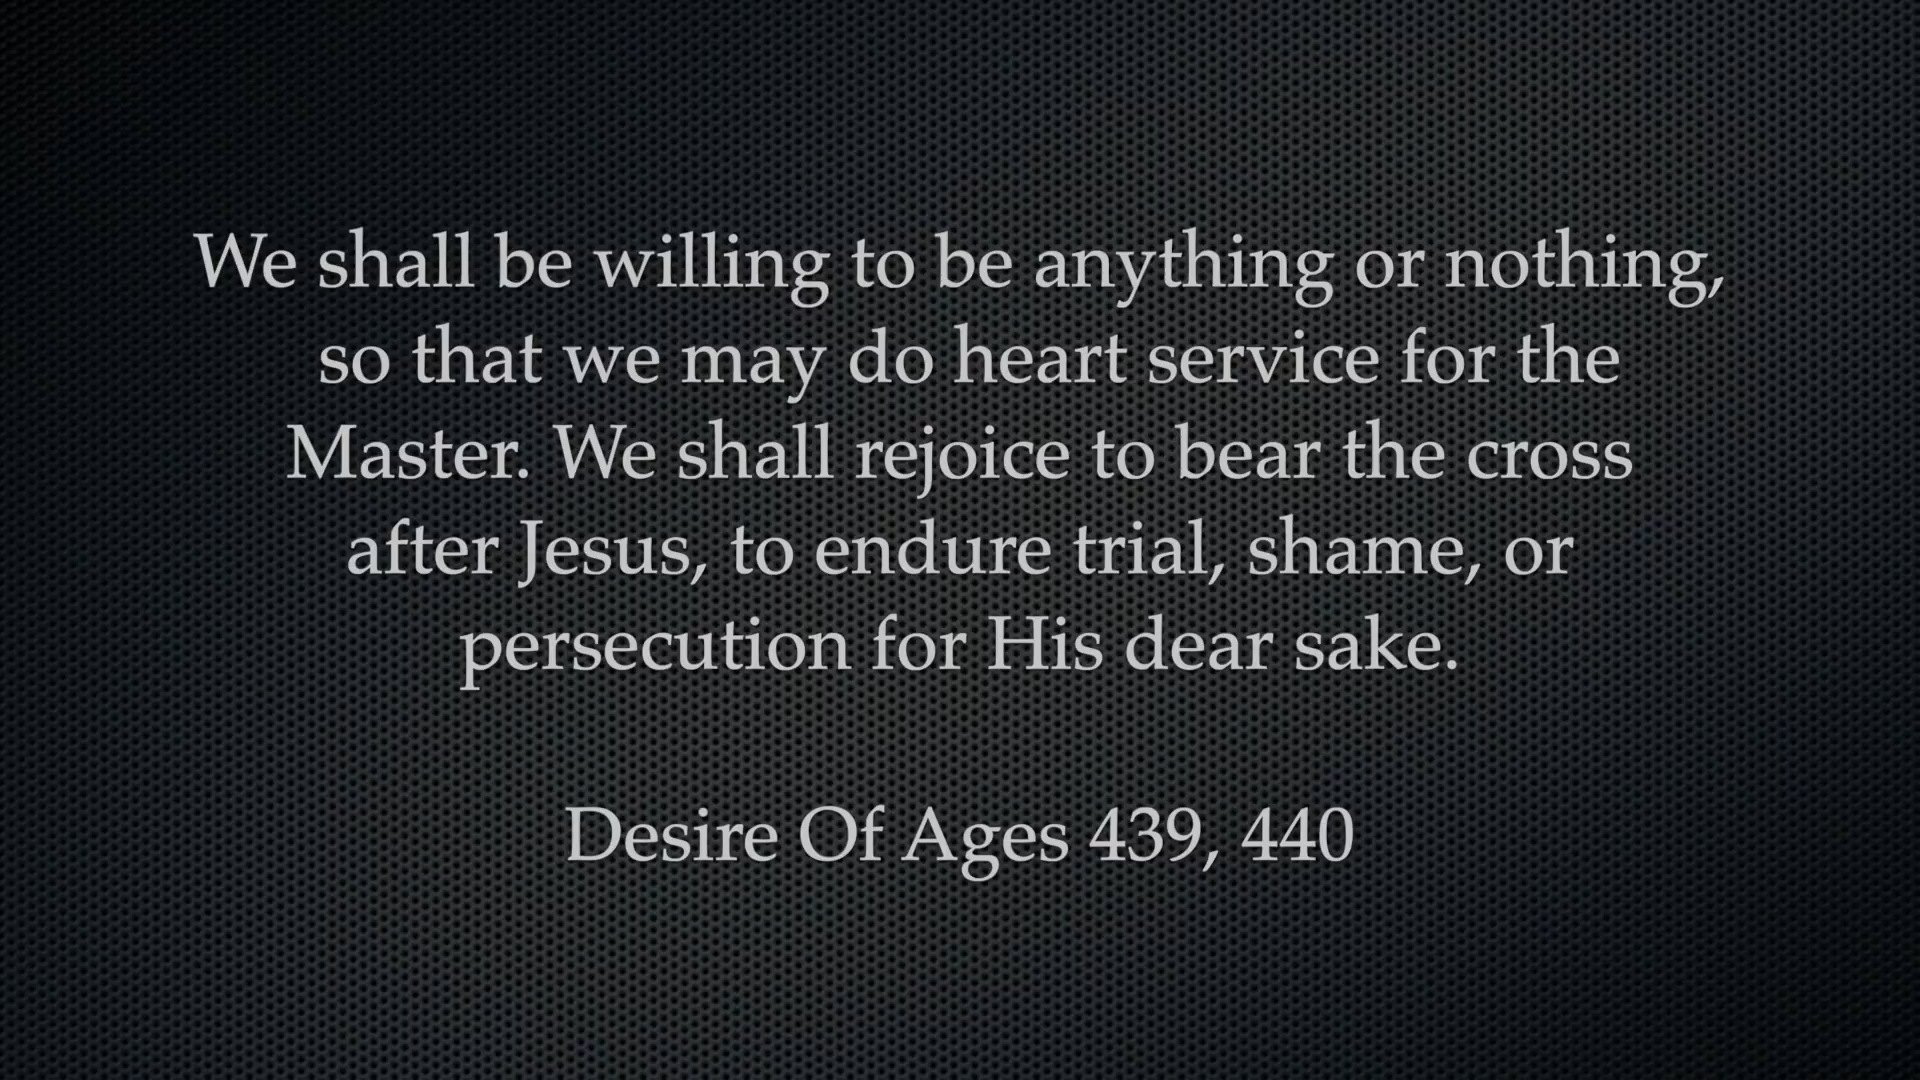 We shall be willing to be anything or nothing,
so that we may do heart service for the
Master. We shall rejoice to bear the cross
after Jesus, to endure trial, shame, or
persecution for His dear sake.
Desire Of Ages 439, 440